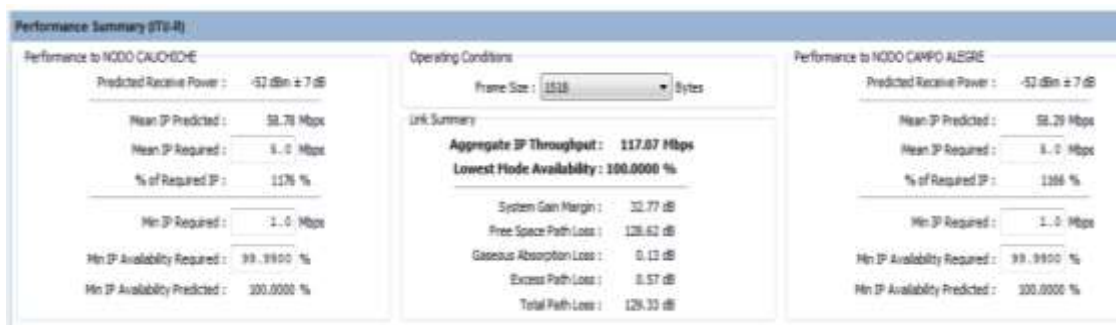 Performance Summary (ITU-R)
Performance to NODO CAUCHICHE
Predicted Receive Power : -52 dBm ± 7 dB
Mean IP Predicted : 58.78 Mbps
Mean IP Required : 5.0 Mbps
% of Required IP : 1176 %
Min IP Required : 1.0 Mbps
Min IP Availability Required : 99.9900 %
Min IP Availability Predicted : 100.0000 %
Operating Conditions
Frame Size : 1518 Bytes
Link Summary
Aggregate IP Throughput : 117.07 Mbps
Lowest Mode Availability : 100.0000 %
System Gain Margin : 32.77 dB
Free Space Path Loss : 128.62 dB
Gaseous Absorption Loss : 0.13 dB
Excess Path Loss : 0.57 dB
Total Path Loss : 129.33 dB
Performance to NODO CAMPO ALEGRE
Predicted Receive Power : -52 dBm ± 7 dB
Mean IP Predicted : 58.29 Mbps
Mean IP Required : 5.0 Mbps
% of Required IP : 1166 %
Min IP Required : 1.0 Mbps
Min IP Availability Required : 99.9900 %
Min IP Availability Predicted : 100.0000 %